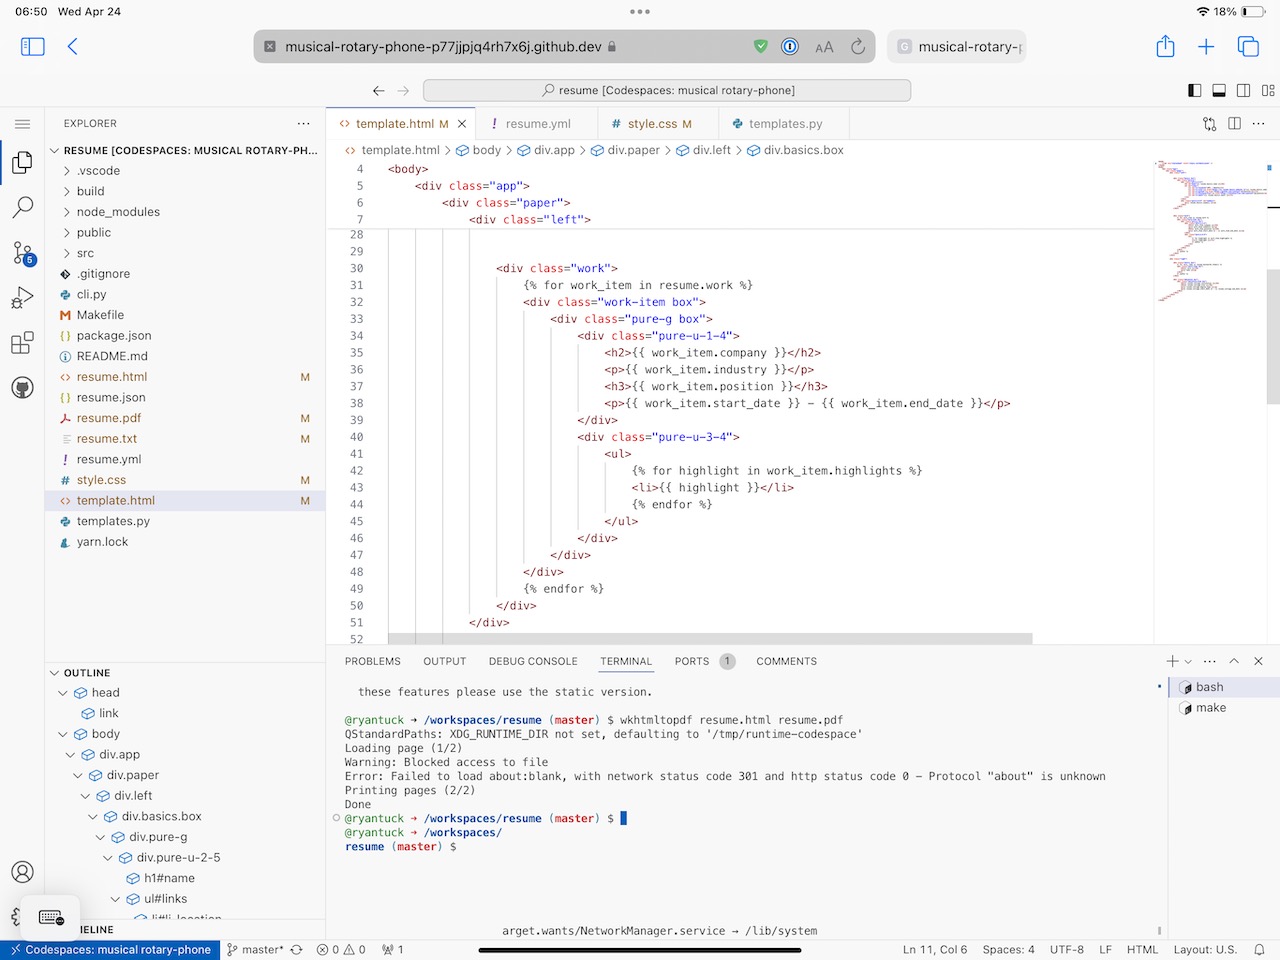 06:50 Wed Apr 24
18%
musical-rotary-phone-p77jjpjq4rh7x6j.github.dev
AA
G musical-rotary-p
resume [Codespaces: musical rotary-phone]
EXPLORER
RESUME [CODESPACES: MUSICAL ROTARY-PH...
.vscode
build
node_modules
public
src
.gitignore
cli.py
Makefile
package.json
README.md
resume.html M
resume.json
resume.pdf M
resume.txt M
resume.yml
style.css M
template.html M
templates.py
yarn.lock
5
OUTLINE
head
link
body
div.app
div.paper
div.left
div.basics.box
div.pure-g
div.pure-u-2-5
h1#name
ul#links
li#li-location
MELINE
template.html M
resume.yml
style.css M
templates.py
template.html > body > div.app > div.paper > div.left > div.basics.box
4 <body>
5 <div class="app">
6 <div class="paper">
7 <div class="left">
28
29
30 <div class="work">
31 {% for work_item in resume.work %}
32 <div class="work-item box">
33 <div class="pure-g box">
34 <div class="pure-u-1-4">
35 <h2>{{ work_item.company }}</h2>
36 <p>{{ work_item.industry }}</p>
37 <h3>{{ work_item.position }}</h3>
38 <p>{{ work_item.start_date }} - {{ work_item.end_date }}</p>
39 </div>
40 <div class="pure-u-3-4">
41 <ul>
42 {% for highlight in work_item.highlights %}
43 <li>{{ highlight }}</li>
44 {% endfor %}
45 </ul>
46 </div>
47 </div>
48 </div>
49 {% endfor %}
50 </div>
51 </div>
52
PROBLEMS OUTPUT DEBUG CONSOLE TERMINAL PORTS 1 COMMENTS
these features please use the static version.
@ryantuck → /workspaces/resume (master) $ wkhtmltopdf resume.html resume.pdf
QStandardPaths: XDG_RUNTIME_DIR not set, defaulting to '/tmp/runtime-codespace'
Loading page (1/2)
Warning: Blocked access to file
Error: Failed to load about:blank, with network status code 301 and http status code 0 - Protocol "about" is unknown
Printing pages (2/2)
Done
@ryantuck → /workspaces/resume (master) $
@ryantuck → /workspaces/
resume (master) $
arget.wants/NetworkManager.service → /lib/system
bash
make
Codespaces: musical rotary-phone master* 0 0 1 Ln 11, Col 6 Spaces: 4 UTF-8 LF HTML Layout: U.S.